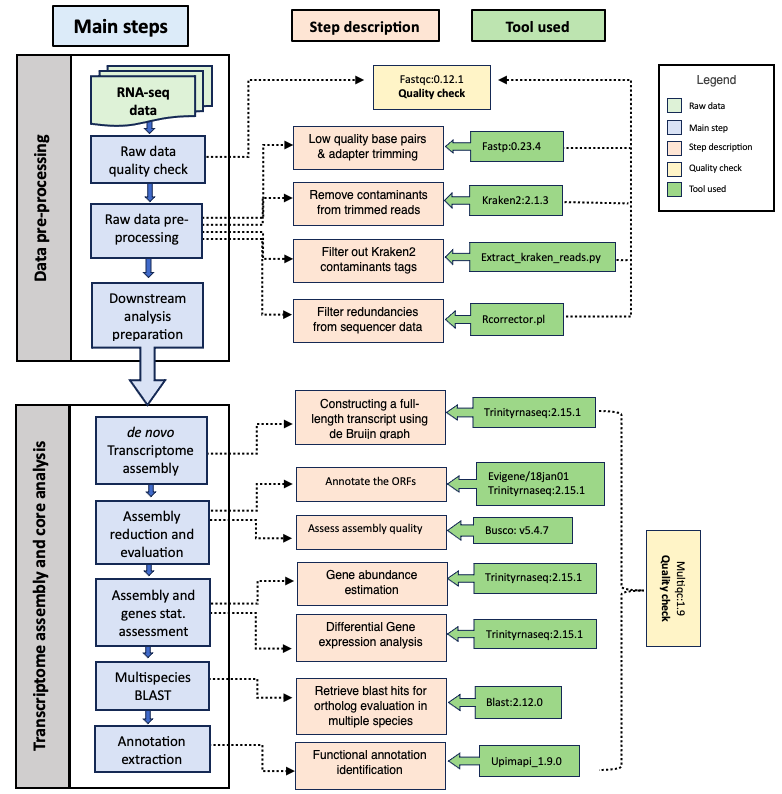 Main steps
Step description
Tool used
Data pre-processing
RNA-seq
data
Raw data
quality check
Raw data pre-
processing
Downstream
analysis
preparation
Fastqc:0.12.1
Quality check
Low quality base pairs
& adapter trimming
Fastp:0.23.4
Remove contaminants
from trimmed reads
Kraken2:2.1.3
Filter out Kraken2
contaminants tags
Extract_kraken_reads.py
Filter redundancies
from sequencer data
Rcorrector.pl
Legend
Raw data
Main step
Step description
Quality check
Tool used
Transcriptome assembly and core analysis
de novo
Transcriptome
assembly
Assembly
reduction and
evaluation
Assembly and
genes stat.
assessment
Multispecies
BLAST
Annotation
extraction
Constructing a full-
length transcript using
de Bruijn graph
Trinityrnaseq:2.15.1
Annotate the ORFs
Evigene/18jan01
Trinityrnaseq:2.15.1
Assess assembly quality
Busco: v5.4.7
Gene abundance
estimation
Trinityrnaseq:2.15.1
Differential Gene
expression analysis
Trinityrnaseq:2.15.1
Retrieve blast hits for
ortholog evaluation in
multiple species
Blast:2.12.0
Functional annotation
identification
Upimapi_1.9.0
Multiqc:1.9
Quality check